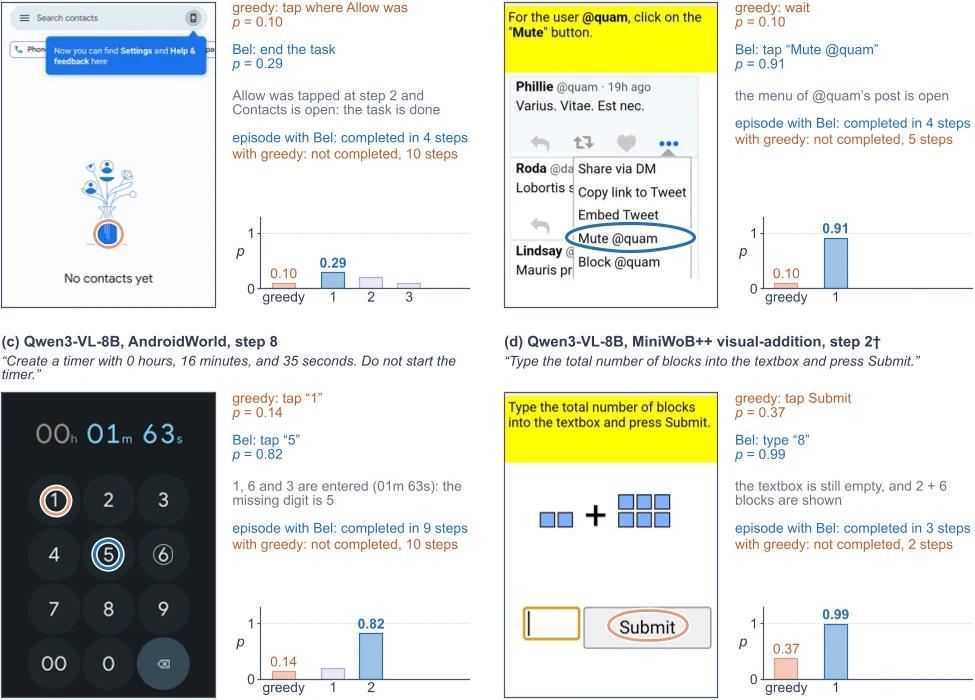 Search contacts
Phon
pa
Now you can find Settings and Help &
feedback here
No contacts yet
greedy: tap where Allow was
p = 0.10
Bel: end the task
p = 0.29
Allow was tapped at step 2 and
Contacts is open: the task is done
episode with Bel: completed in 4 steps
with greedy: not completed, 10 steps
1
p
0
0.10
0.29
greedy 1 2 3
For the user @quam, click on the
"Mute" button.
Phillie @quam · 19h ago
Varius. Vitae. Est nec.
Roda @da
Lobortis s
Lindsay @
Mauris pr
Share via DM
Copy link to Tweet
Embed Tweet
Mute @quam
Block @quam
greedy: wait
p = 0.10
Bel: tap “Mute @quam”
p = 0.91
the menu of @quam’s post is open
episode with Bel: completed in 4 steps
with greedy: not completed, 5 steps
1
p
0
0.10
0.91
greedy 1
(c) Qwen3-VL-8B, AndroidWorld, step 8
“Create a timer with 0 hours, 16 minutes, and 35 seconds. Do not start the
timer.”
00h 01m 63s
1 2 3
4 5 6
7 8 9
00 0
greedy: tap “1”
p = 0.14
Bel: tap “5”
p = 0.82
1, 6 and 3 are entered (01m 63s): the
missing digit is 5
episode with Bel: completed in 9 steps
with greedy: not completed, 10 steps
1
p
0
0.14
0.82
greedy 1 2
(d) Qwen3-VL-8B, MiniWoB++ visual-addition, step 2†
“Type the total number of blocks into the textbox and press Submit.”
Type the total number of blocks
into the textbox and press Submit.
+
Submit
greedy: tap Submit
p = 0.37
Bel: type “8”
p = 0.99
the textbox is still empty, and 2 + 6
blocks are shown
episode with Bel: completed in 3 steps
with greedy: not completed, 2 steps
1
p
0
0.37
0.99
greedy 1